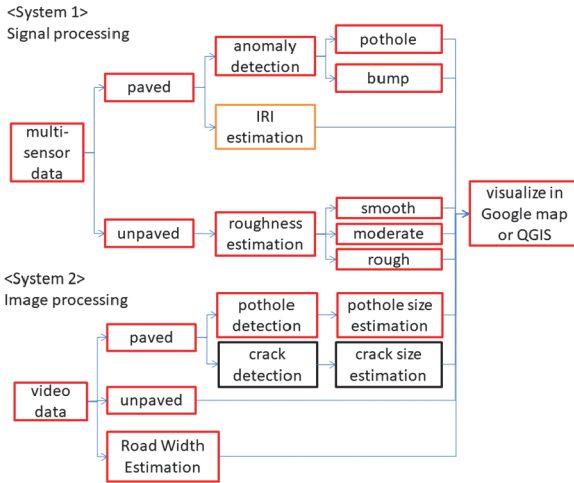 <System 1>
Signal processing
anomaly
detection
pothole
bump
paved
IRI
estimation
multi-
sensor
data
unpaved
roughness
estimation
smooth
moderate
rough
visualize in
Google map
or QGIS
<System 2>
Image processing
pothole
detection
pothole size
estimation
paved
crack
detection
crack size
estimation
video
data
unpaved
Road Width
Estimation